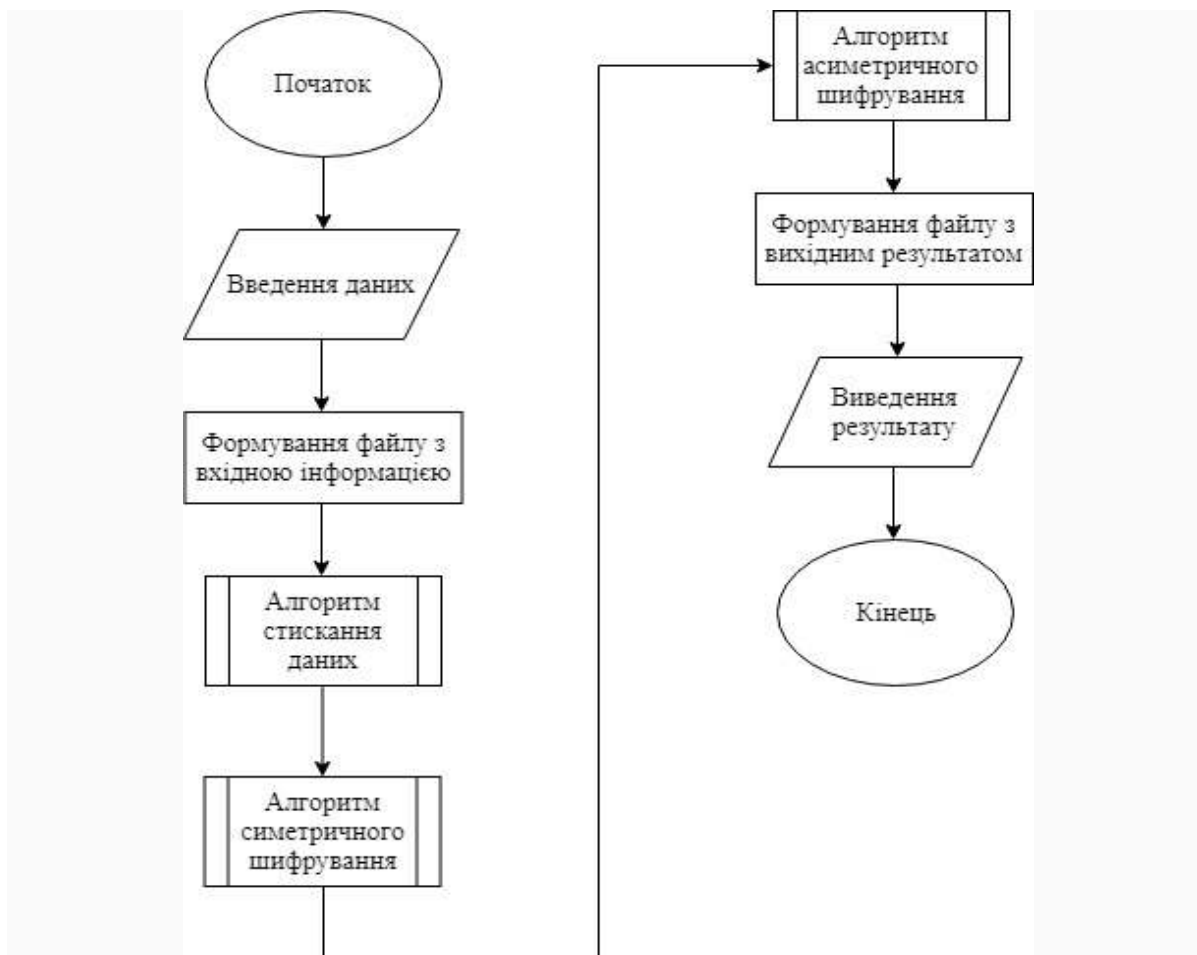 Початок
Введення даних
Формування файлу з
вхідною інформацією
Алгоритм
стискання
даних
Алгоритм
симетричного
шифрування
Алгоритм
асиметричного
шифрування
Формування файлу з
вихідним результатом
Виведення
результату
Кінець